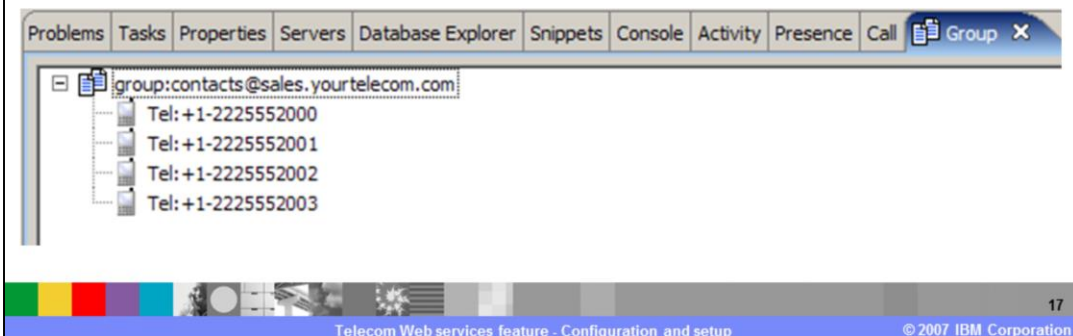 Problems Tasks Properties Servers Database Explorer Snippets Console Activity Presence Call Group
group:contacts@sales.yourtelecom.com
Tel:+1-2225552000
Tel:+1-2225552001
Tel:+1-2225552002
Tel:+1-2225552003
17
Telecom Web services feature - Configuration and setup © 2007 IBM Corporation